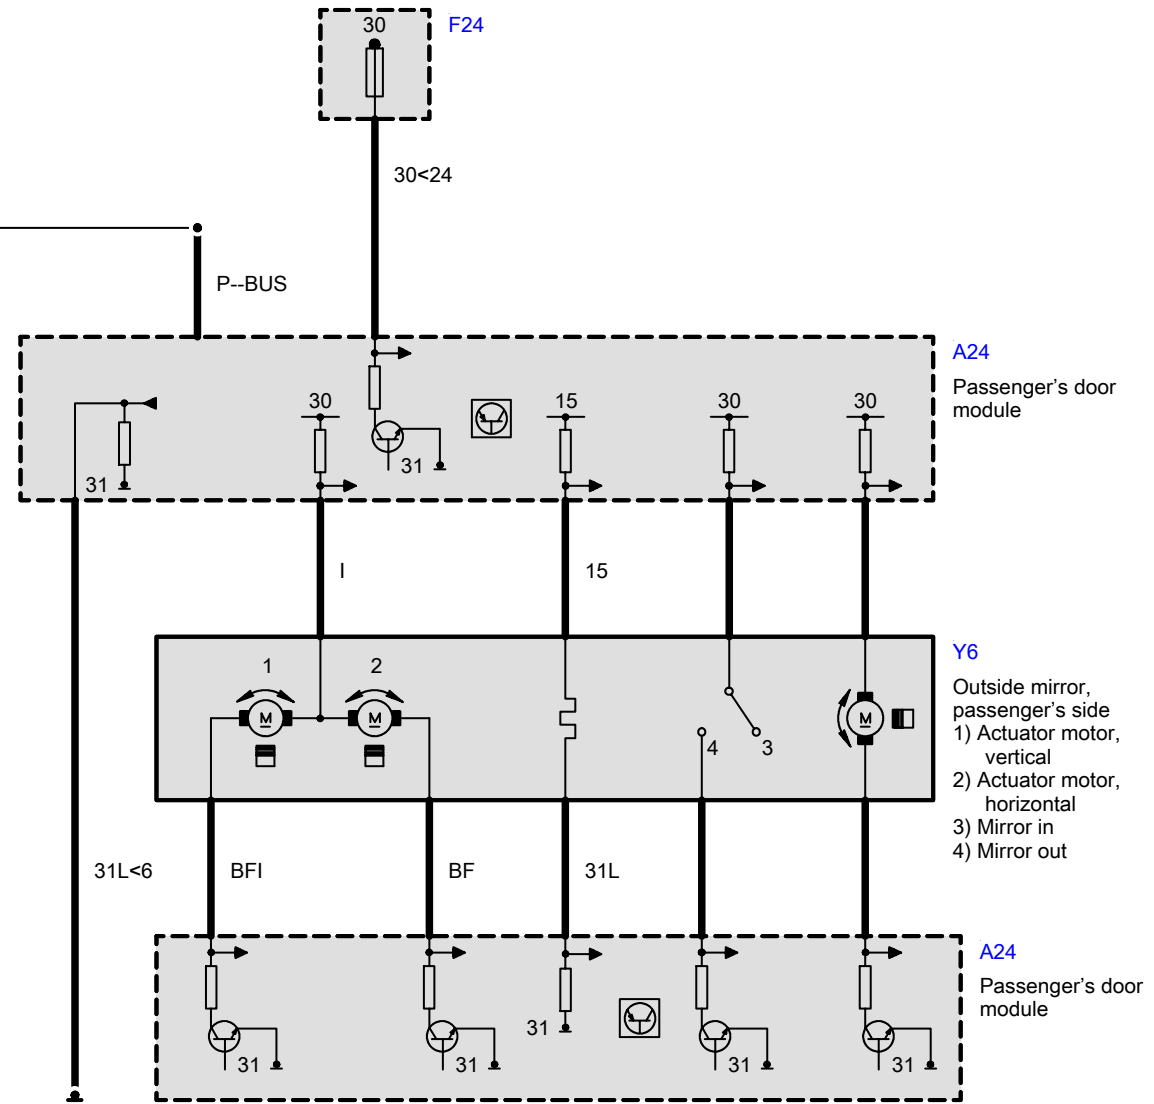 30
F24
30<24
P--BUS
A24
Passenger's door
module
30
15
30
30
31
31
I
15
Y6
Outside mirror,
passenger's side
1) Actuator motor,
vertical
2) Actuator motor,
horizontal
3) Mirror in
4) Mirror out
1
2
M
M
M
4
3
31L<6
BFI
BF
31L
A24
Passenger's door
module
31
31
31
31
31